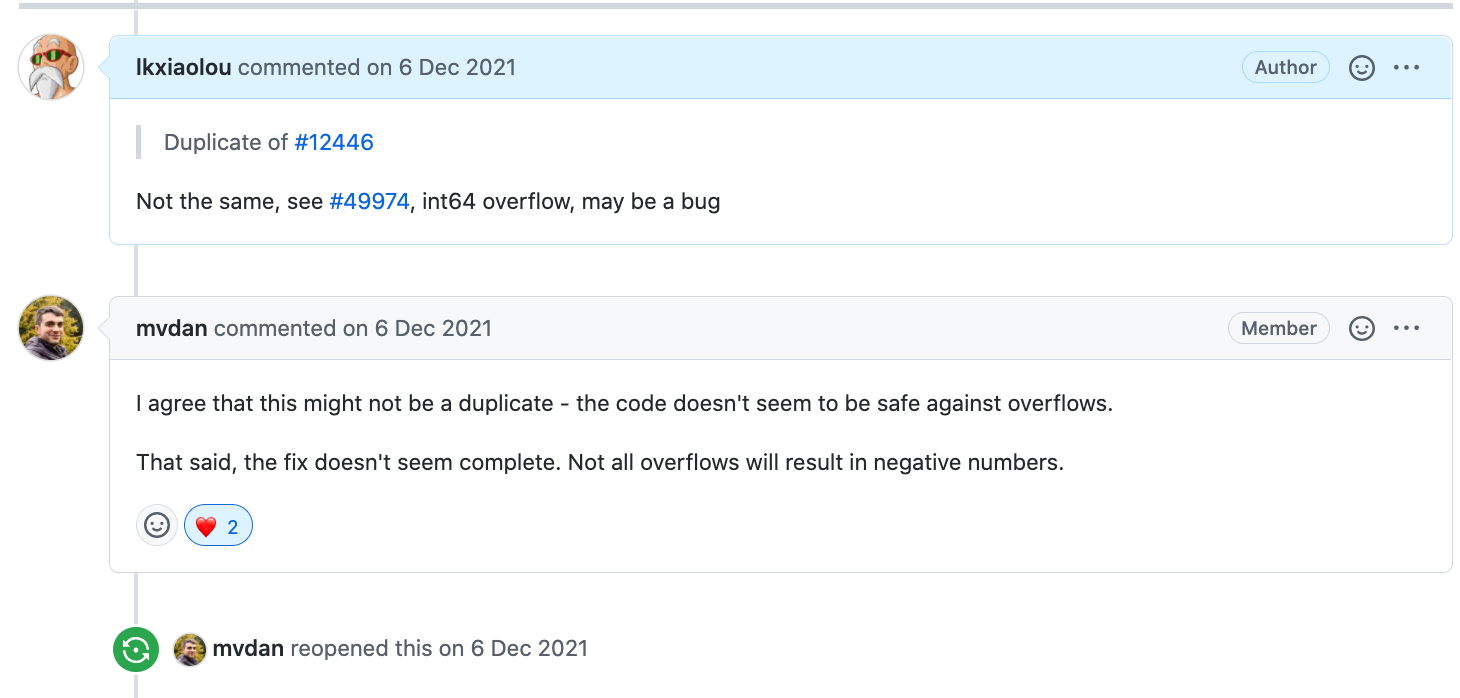 lkxiaolou commented on 6 Dec 2021 Author
Duplicate of #12446
Not the same, see #49974, int64 overflow, may be a bug
mvdan commented on 6 Dec 2021 Member
I agree that this might not be a duplicate - the code doesn't seem to be safe against overflows.
That said, the fix doesn't seem complete. Not all overflows will result in negative numbers.
2
mvdan reopened this on 6 Dec 2021